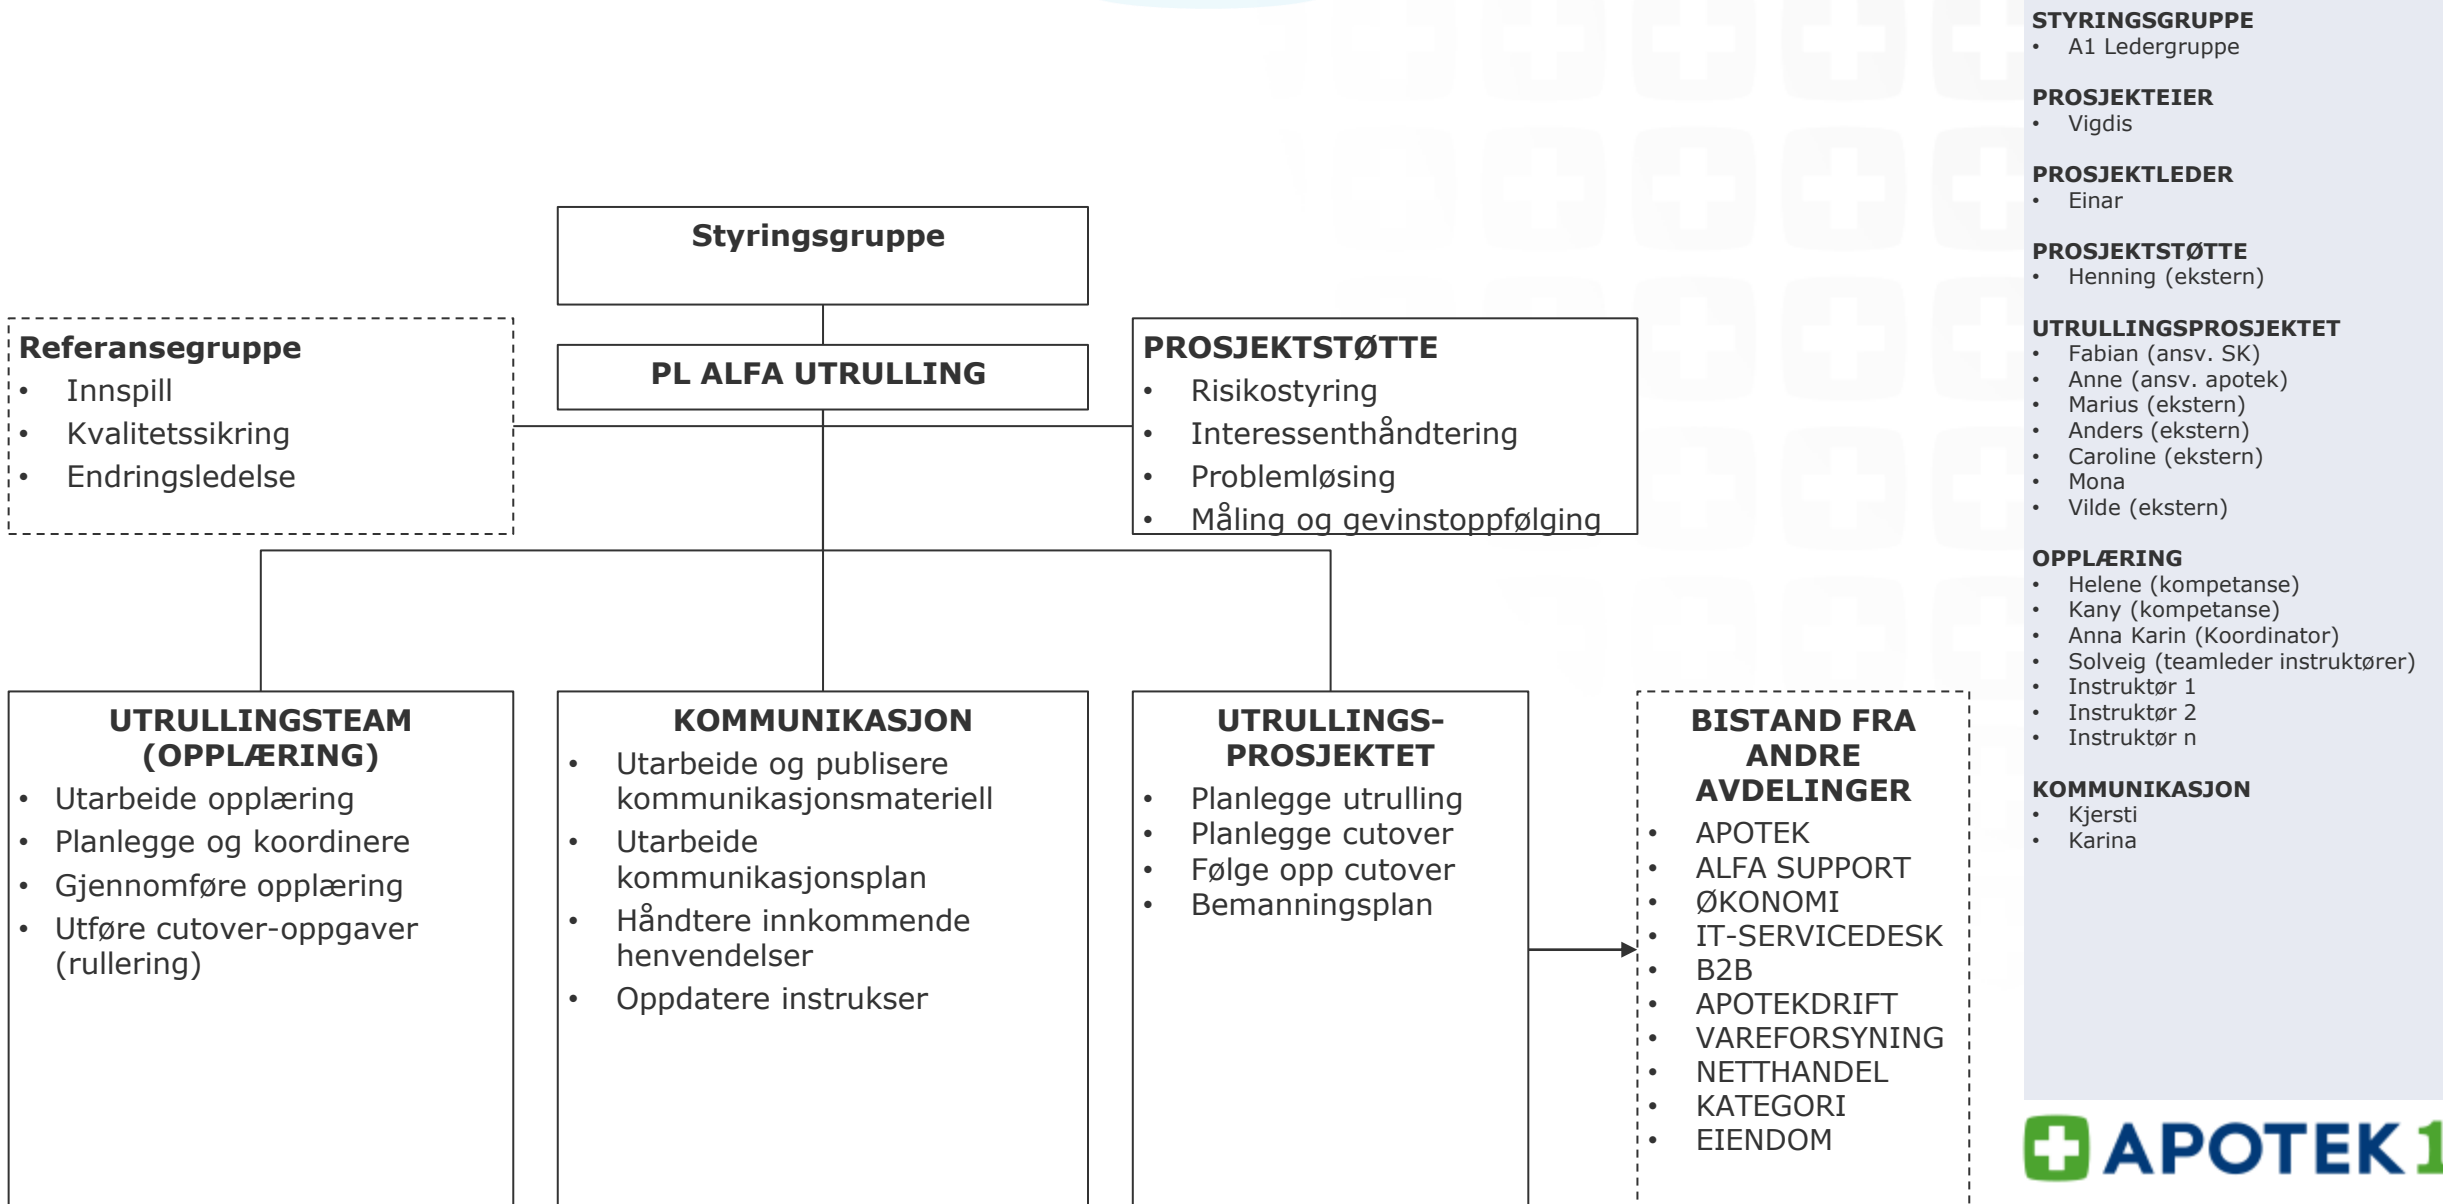 Styringsgruppe
Referansegruppe
• Innspill
• Kvalitetssikring
• Endringsledelse
PL ALFA UTRULLING
PROSJEKTSTØTTE
• Risikostyring
• Interessenthåndtering
• Problemløsing
• Måling og gevinstoppfølging
UTRULLINGSTEAM
(OPPLÆRING)
• Utarbeide opplæring
• Planlegge og koordinere
• Gjennomføre opplæring
• Utføre cutover-oppgaver
(rullering)
KOMMUNIKASJON
• Utarbeide og publisere
kommunikasjonsmateriell
• Utarbeide
kommunikasjonsplan
• Håndtere innkommende
henvendelser
• Oppdatere instrukser
UTRULLINGS-
PROSJEKTET
• Planlegge utrulling
• Planlegge cutover
• Følge opp cutover
• Bemanningsplan
BISTAND FRA
ANDRE
AVDELINGER
• APOTEK
• ALFA SUPPORT
• ØKONOMI
• IT-SERVICEDESK
• B2B
• APOTEKDRIFT
• VAREFORSYNING
• NETTHANDEL
• KATEGORI
• EIENDOM
STYRINGSGRUPPE
• A1 Ledergruppe
PROSJEKTEIER
• Vigdis
PROSJEKTLEDER
• Einar
PROSJEKTSTØTTE
• Henning (ekstern)
UTRULLINGSPROSJEKTET
• Fabian (ansv. SK)
• Anne (ansv. apotek)
• Marius (ekstern)
• Anders (ekstern)
• Caroline (ekstern)
• Mona
• Vilde (ekstern)
OPPLÆRING
• Helene (kompetanse)
• Kany (kompetanse)
• Anna Karin (Koordinator)
• Solveig (teamleder instruktører)
• Instruktør 1
• Instruktør 2
• Instruktør n
KOMMUNIKASJON
• Kjersti
• Karina
APOTEK 1